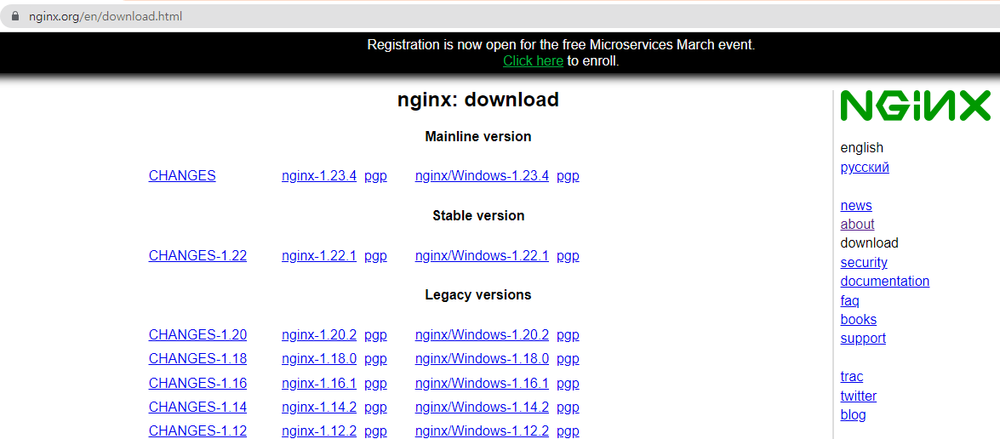 nginx.org/en/download.html
Registration is now open for the free Microservices March event.
Click here to enroll.
nginx: download
Mainline version
CHANGES nginx-1.23.4 pgp nginx/Windows-1.23.4 pgp
Stable version
CHANGES-1.22 nginx-1.22.1 pgp nginx/Windows-1.22.1 pgp
Legacy versions
CHANGES-1.20 nginx-1.20.2 pgp nginx/Windows-1.20.2 pgp
CHANGES-1.18 nginx-1.18.0 pgp nginx/Windows-1.18.0 pgp
CHANGES-1.16 nginx-1.16.1 pgp nginx/Windows-1.16.1 pgp
CHANGES-1.14 nginx-1.14.2 pgp nginx/Windows-1.14.2 pgp
CHANGES-1.12 nginx-1.12.2 pgp nginx/Windows-1.12.2 pgp
NGINX
english
русский
news
about
download
security
documentation
faq
books
support
trac
twitter
blog